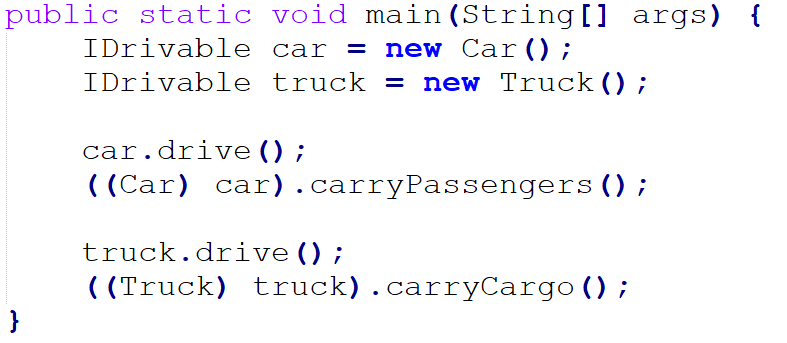 public static void main(String[] args) {
    IDrivable car = new Car();
    IDrivable truck = new Truck();

    car.drive();
    ((Car) car).carryPassengers();

    truck.drive();
    ((Truck) truck).carryCargo();
}